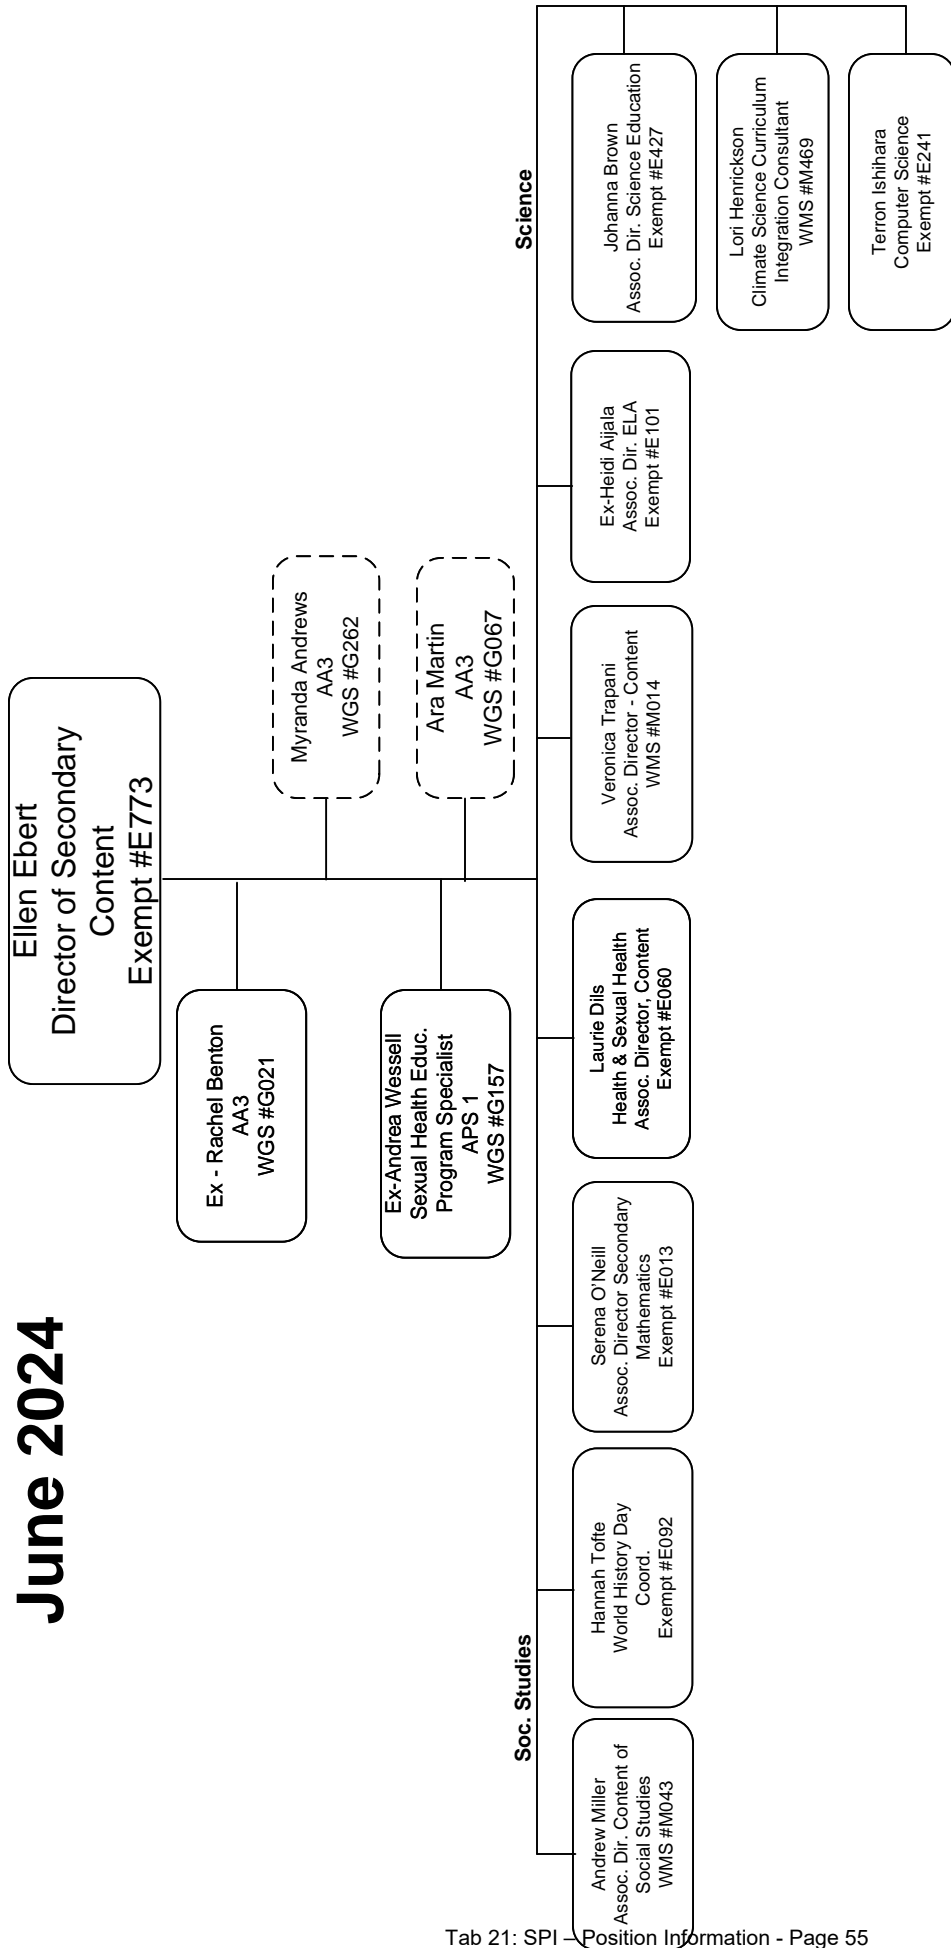 June 2024
Ellen Ebert
Director of Secondary
Content
Exempt #E773
Ex - Rachel Benton
AA3
WGS #G021
Myranda Andrews
AA3
WGS #G262
Ex-Andrea Wessell
Sexual Health Educ.
Program Specialist
APS 1
WGS #G157
Ara Martin
AA3
WGS #G067
Soc. Studies
Science
Andrew Miller
Assoc. Dir. Content of
Social Studies
WMS #M043
Hannah Tofte
World History Day
Coord.
Exempt #E092
Serena O'Neill
Assoc. Director Secondary
Mathematics
Exempt #E013
Laurie Dils
Health & Sexual Health
Assoc. Director, Content
Exempt #E060
Veronica Trapani
Assoc. Director - Content
WMS #M014
Ex-Heidi Aijala
Assoc. Dir. ELA
Exempt #E101
Johanna Brown
Assoc. Dir. Science Education
Exempt #E427
Lori Henrickson
Climate Science Curriculum
Integration Consultant
WMS #M469
Terron Ishihara
Computer Science
Exempt #E241
Tab 21: SPI – Position Information - Page 55